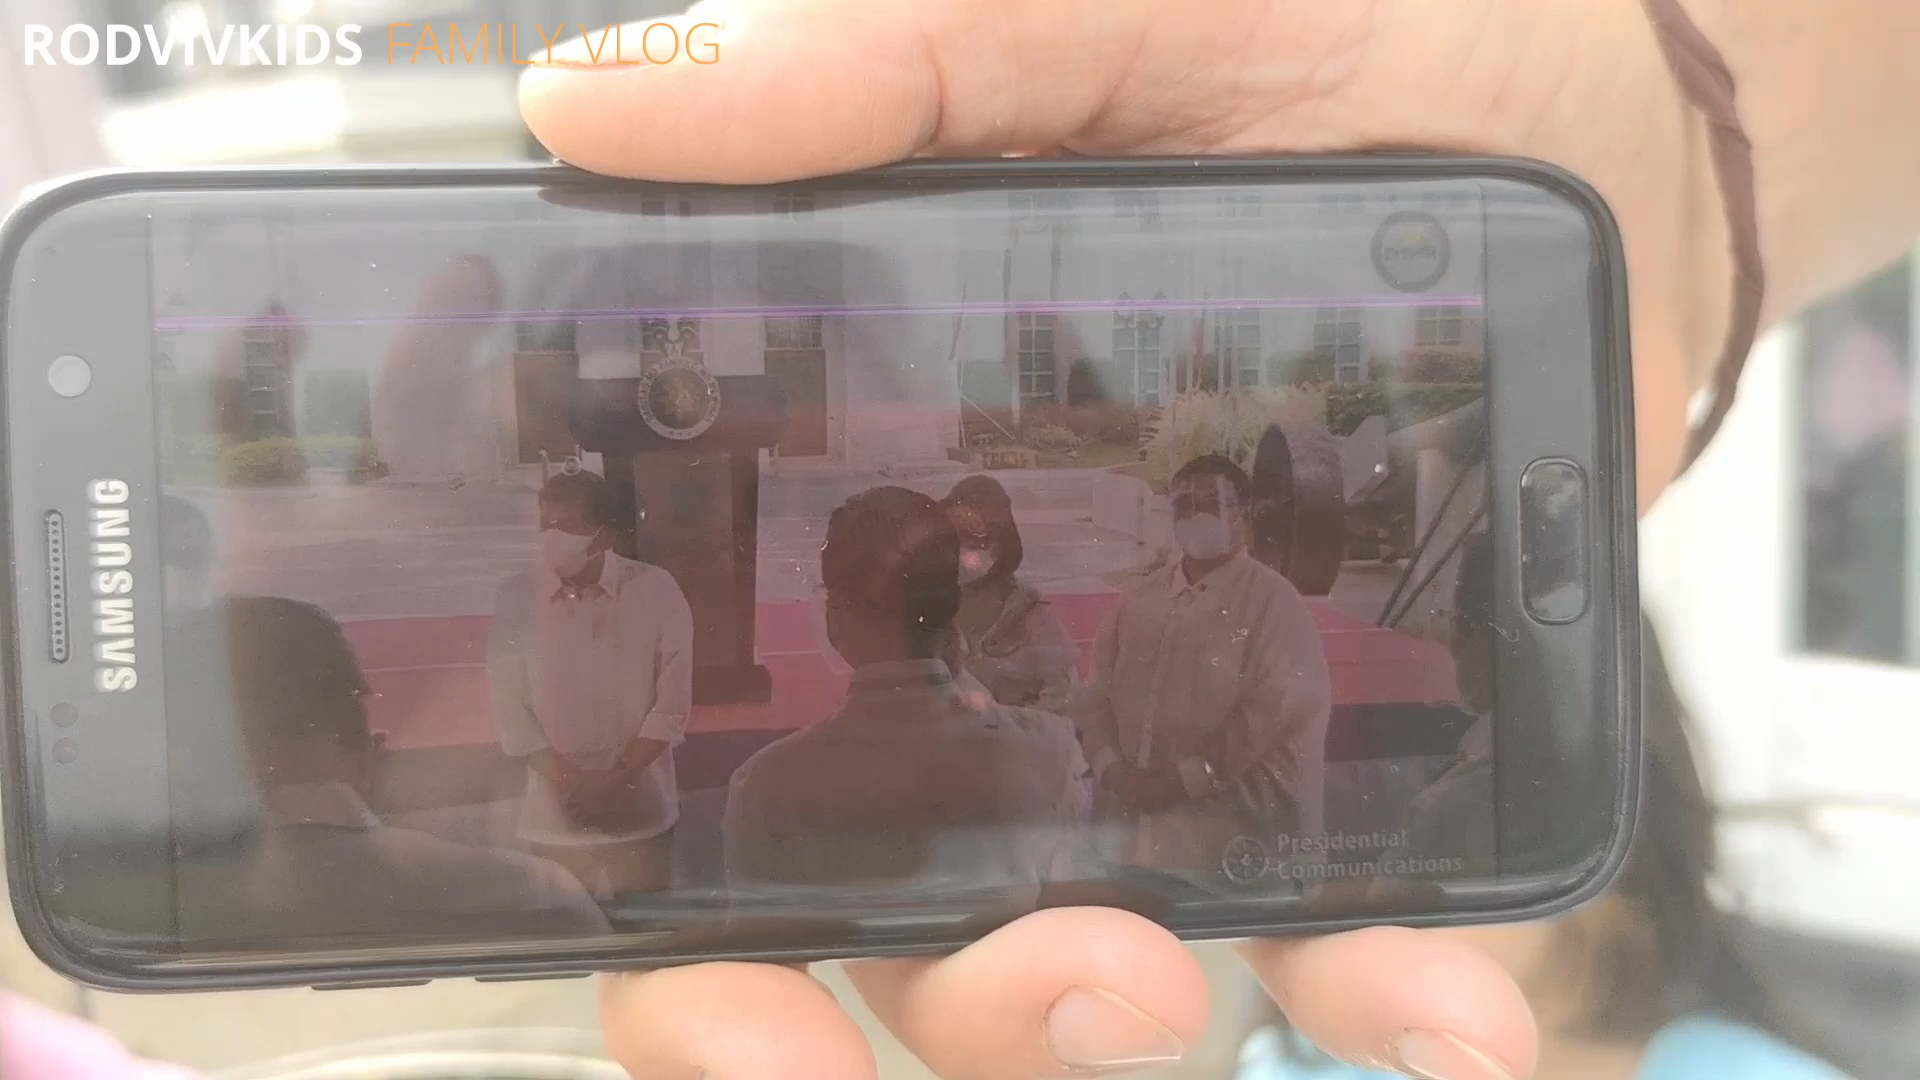 RODVIVKIDS FAMILY VLOG
SAMSUNG
Presidential
Communications